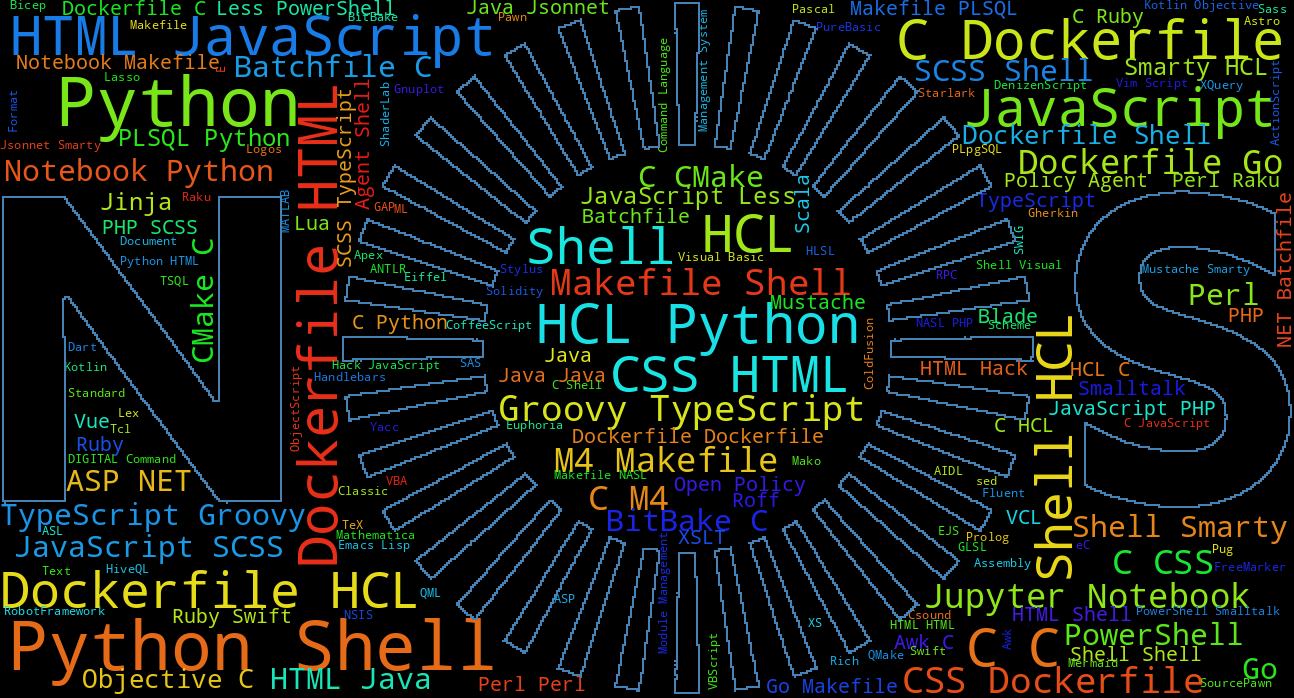 Bicep
Dockerfile C
Less PowerShell
BitBake
Java Jsonnet
Pawn
Makefile
HTML JavaScript
Notebook Makefile
E
Batchfile C
Lasso
Gnuplot
Python
Format
PLSQL Python
Jsonnet Smarty
Logos
Notebook Python
HTML
SCSS TypeScript
Agent Shell
ShaderLab
Command Language
Management System
Pascal
Makefile PLSQL
PureBasic
Kotlin Objective
Sass
C Ruby
Astro
C Dockerfile
SCSS Shell
Smarty HCL
DenizenScript
Vim Script
XQuery
Starlark
JavaScript
ActionScript
Dockerfile Shell
PLpgSQL
Dockerfile Go
Policy Agent
Perl Raku
TypeScript
Gherkin
SWIG
NET Batchfile
Jinja
Raku
MATLAB
GAP
ML
PHP SCSS
Lua
Document
Python HTML
TSQL
CMake C
Apex
ANTLR
Eiffel
Stylus
Solidity
C CMake
JavaScript Less
Scala
Batchfile
HCL
Shell
Visual Basic
HLSL
Makefile Shell
Mustache
RPC
Shell Visual
Mustache Smarty
Perl
PHP
Blade
Scheme
NASL PHP
C Python
CoffeeScript
HCL Python
ColdFusion
Dart
Kotlin
Standard
Dockerfile
ObjectScript
Hack JavaScript
SAS
Handlebars
Java
CSS HTML
Java Java
C Shell
HTML Hack
HCL C
Smalltalk
JavaScript PHP
C JavaScript
Shell HCL
Vue
Lex
Tcl
Ruby
DIGITAL Command
ASP NET
Yacc
Groovy TypeScript
Euphoria
C HCL
Dockerfile Dockerfile
M4 Makefile
Mako
Makefile NASL
AIDL
sed
Fluent
VBA
Classic
Open Policy
C M4
Roff
BitBake C
XSLT
VCL
Shell Smarty
TypeScript Groovy
ASL
TeX
Mathematica
Emacs Lisp
JavaScript SCSS
Text
HiveQL
EJS
Prolog
GLSL
eC
Assembly
Pug
C CSS
FreeMarker
Dockerfile HCL
RobotFramework
Ruby Swift
NSIS
QML
ASP
Module Management
VBScript
XS
Jupyter Notebook
Csound
HTML Shell
PowerShell Smalltalk
HTML HTML
Python Shell
Awk C
Swift
QMake
Rich
C C
Awk
PowerShell
Shell Shell
Mermaid
Go
SourcePawn
Objective C
HTML Java
Perl Perl
Go Makefile
CSS Dockerfile
N
S